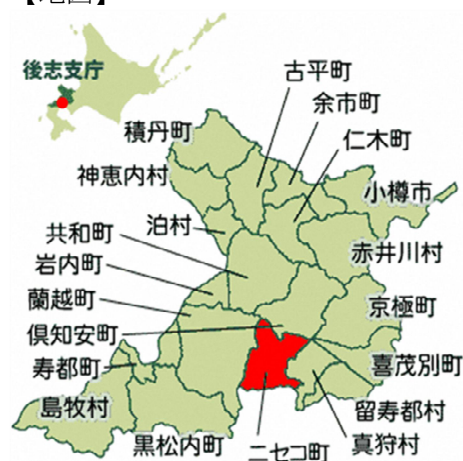 【地図】
後志支庁
古平町
余市町
仁木町
積丹町
神恵内村
小樽市
泊村
共和町
赤井川村
岩内町
蘭越町
京極町
倶知安町
寿都町
喜茂別町
島牧村
留寿都村
黒松内町
ニセコ町
真狩村